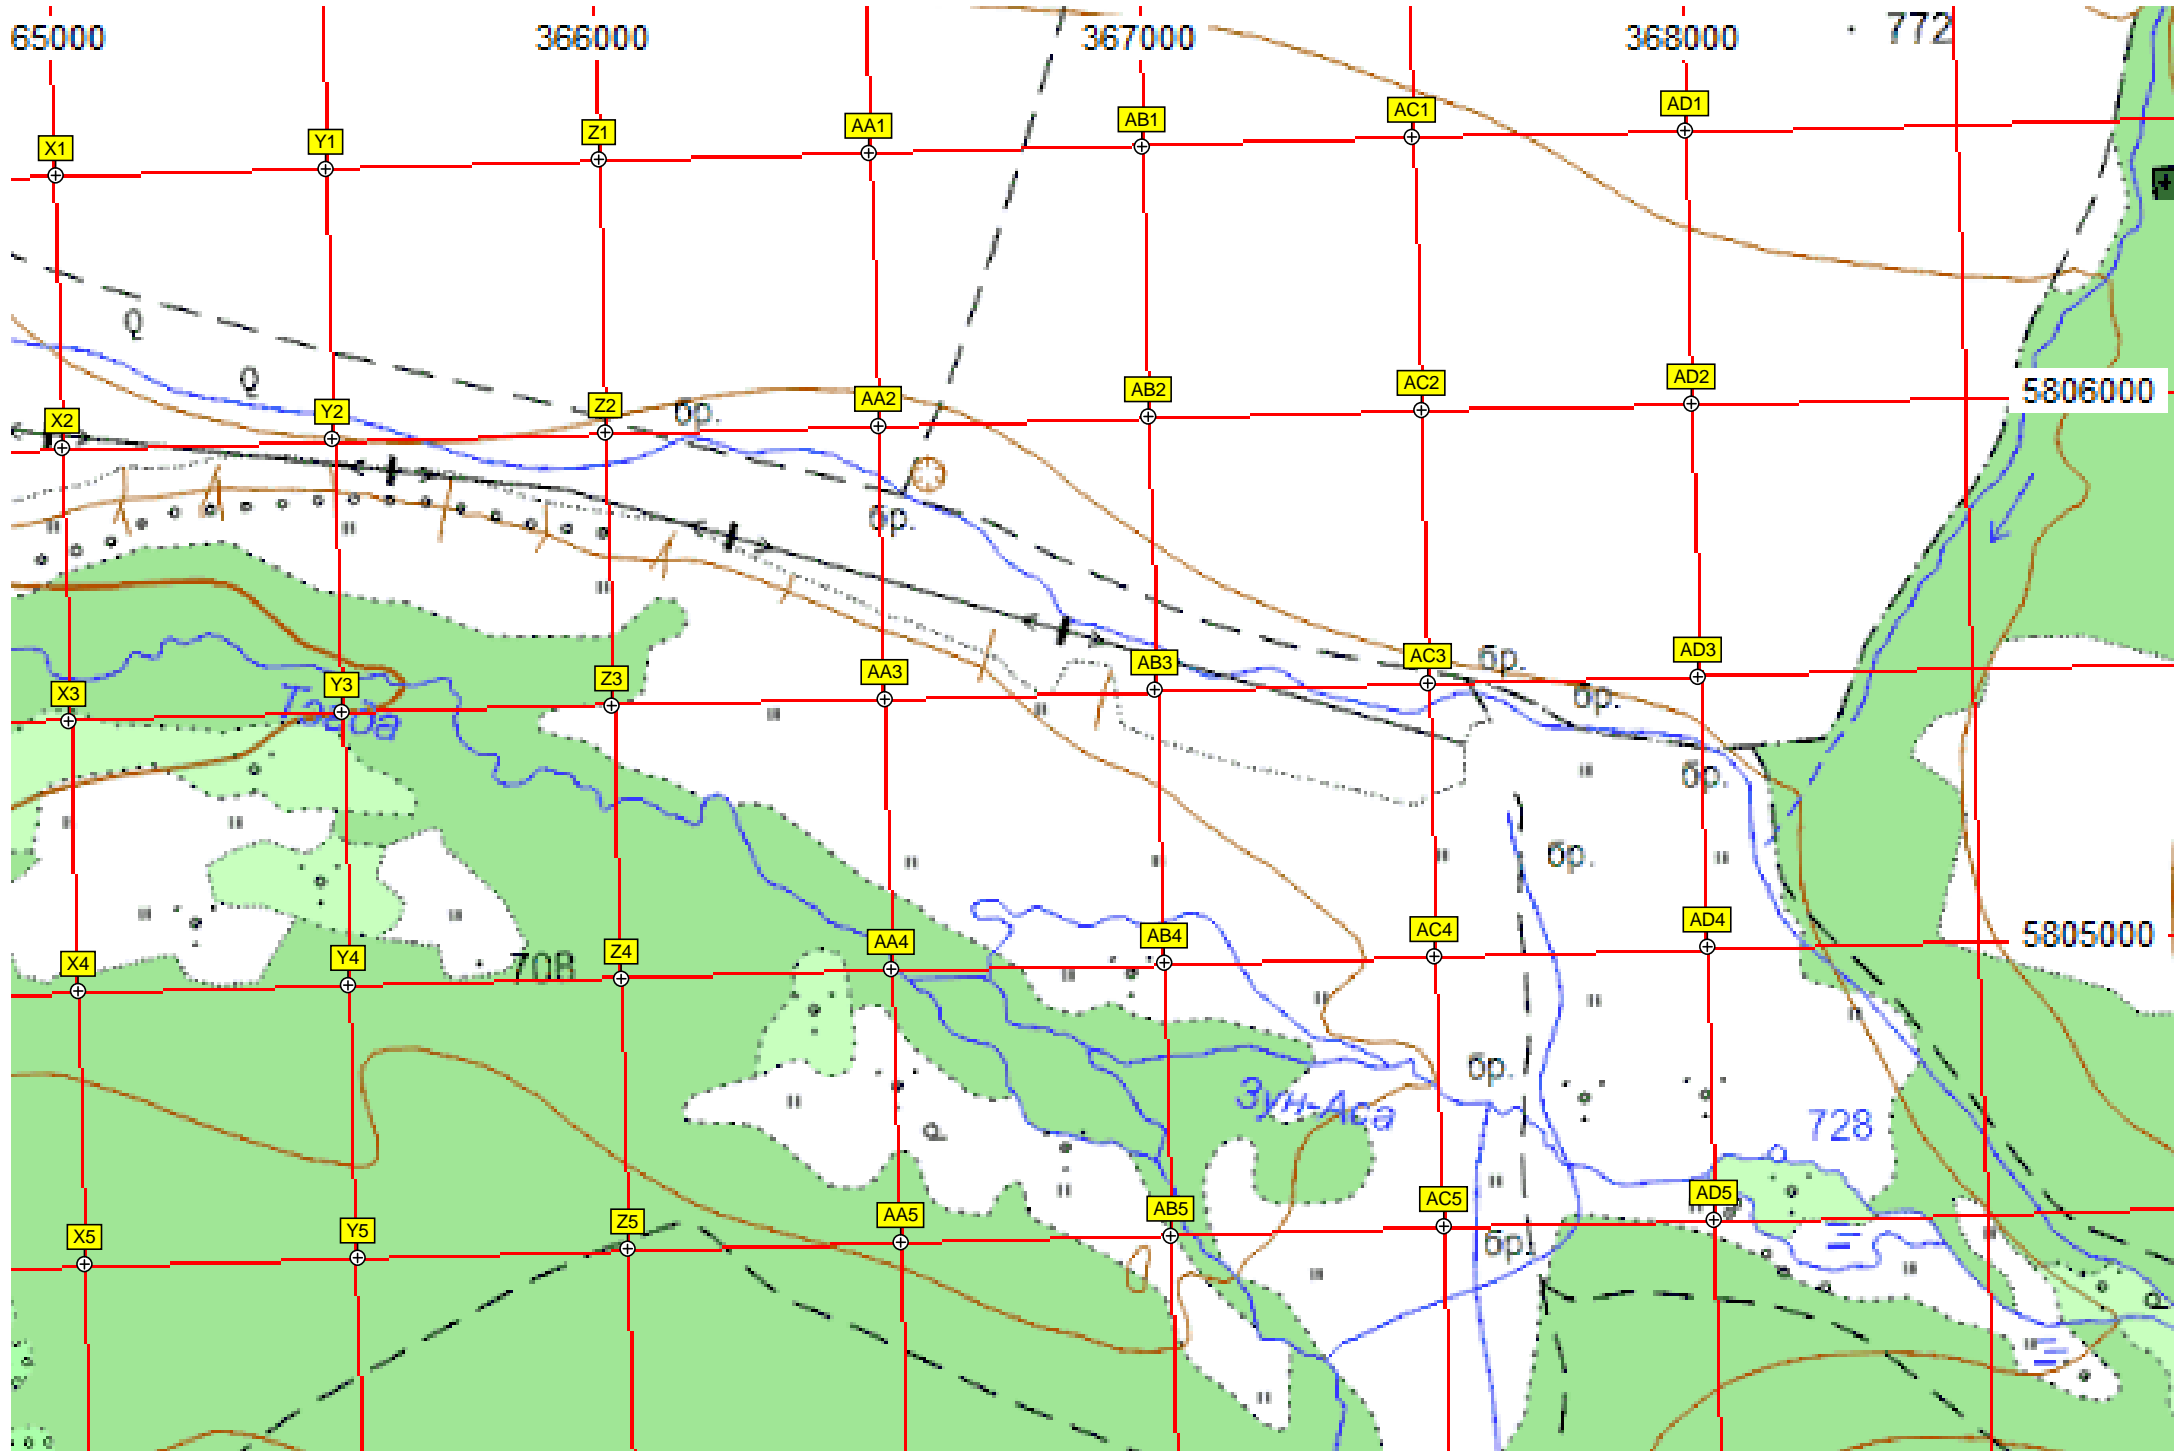 65000 366000 367000 368000 772
X1 Y1 Z1 AA1 AB1 AC1 AD1
Q
Q
бр.
5806000
X2 Y2 Z2 AA2 AB2 AC2 AD2
бр.
бр.
бр.
X3 Y3 Z3 AA3 AB3 AC3 AD3
Таба
бр.
бр.
5805000
X4 Y4 Z4 AA4 AB4 AC4 AD4
708
бр.
Зун-Аса
728
X5 Y5 Z5 AA5 AB5 AC5 AD5
бр.